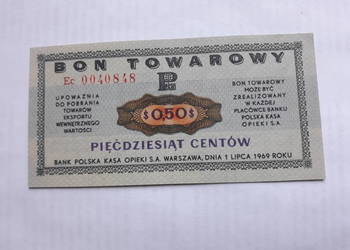 BON TOWAROWY
Ec 0040848
P
UPOWAŻNIA
DO POBRANIA
TOWARÓW
EKSPORTU
WEWNĘTRZNEGO
WARTOŚCI
$ 0,50 $
BON TOWAROWY
MOŻE BYĆ
ZREALIZOWANY
W KAŻDEJ
PLACÓWCE BANKU
POLSKA KASA
OPIEKI S.A.
PIĘĆDZIESIĄT CENTÓW
BANK POLSKA KASA OPIEKI S.A. WARSZAWA, DNIA 1 LIPCA 1969 ROKU